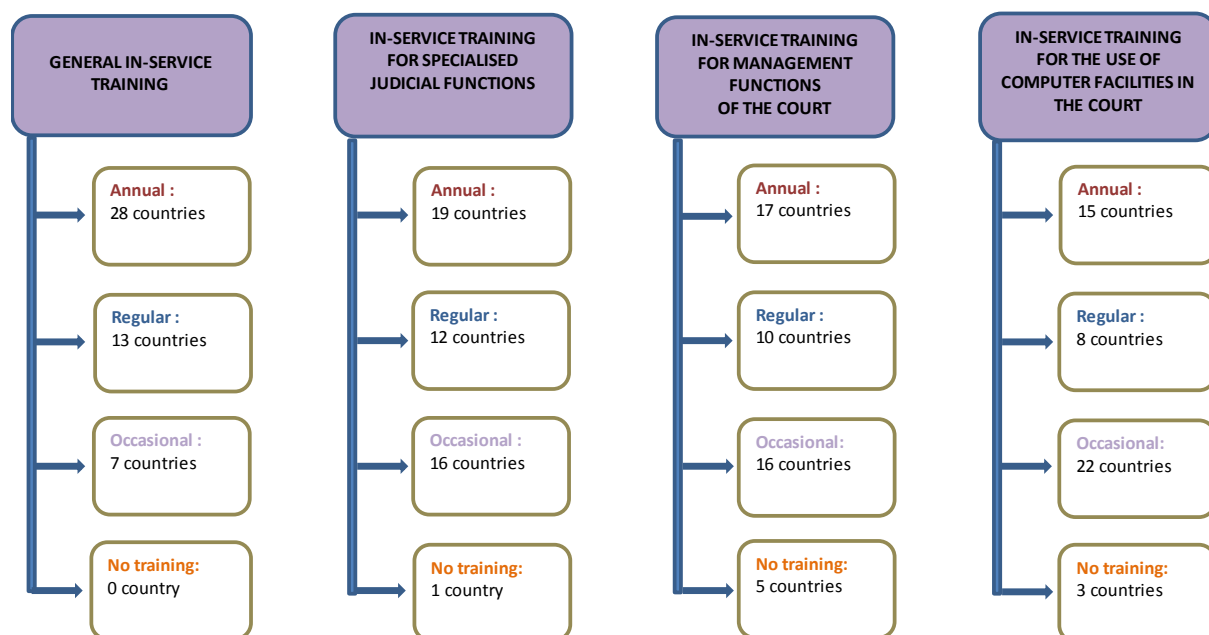 GENERAL IN-SERVICE
TRAINING
Annual :
28 countries
Regular :
13 countries
Occasional :
7 countries
No training:
0 country
IN-SERVICE TRAINING
FOR SPECIALISED
JUDICIAL FUNCTIONS
Annual :
19 countries
Regular :
12 countries
Occasional :
16 countries
No training:
1 country
IN-SERVICE TRAINING
FOR MANAGEMENT
FUNCTIONS
OF THE COURT
Annual :
17 countries
Regular :
10 countries
Occasional:
16 countries
No training:
5 countries
IN-SERVICE TRAINING
FOR THE USE OF
COMPUTER FACILITIES IN
THE COURT
Annual :
15 countries
Regular :
8 countries
Occasional:
22 countries
No training:
3 countries